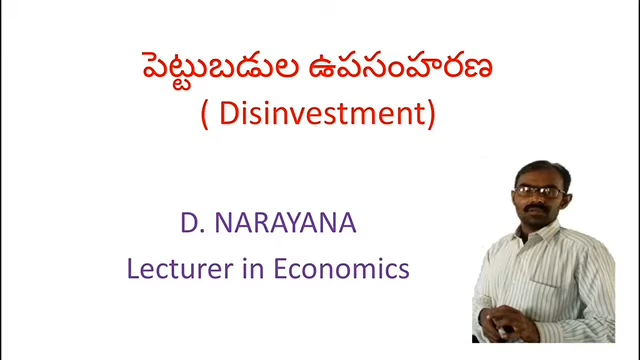 పెట్టుబడుల ఉపసంహరణ
( Disinvestment)
D. NARAYANA
Lecturer in Economics